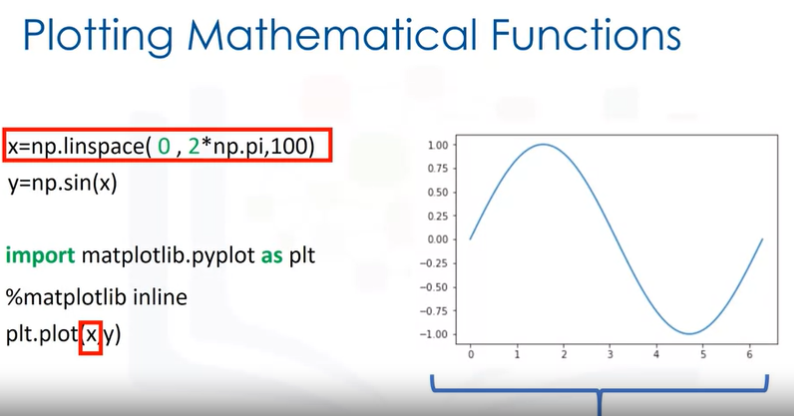 Plotting Mathematical Functions
x=np.linspace( 0 , 2*np.pi,100)
y=np.sin(x)
import matplotlib.pyplot as plt
%matplotlib inline
plt.plot(x,y)
1.00
0.75
0.50
0.25
0.00
−0.25
−0.50
−0.75
−1.00
0 1 2 3 4 5 6